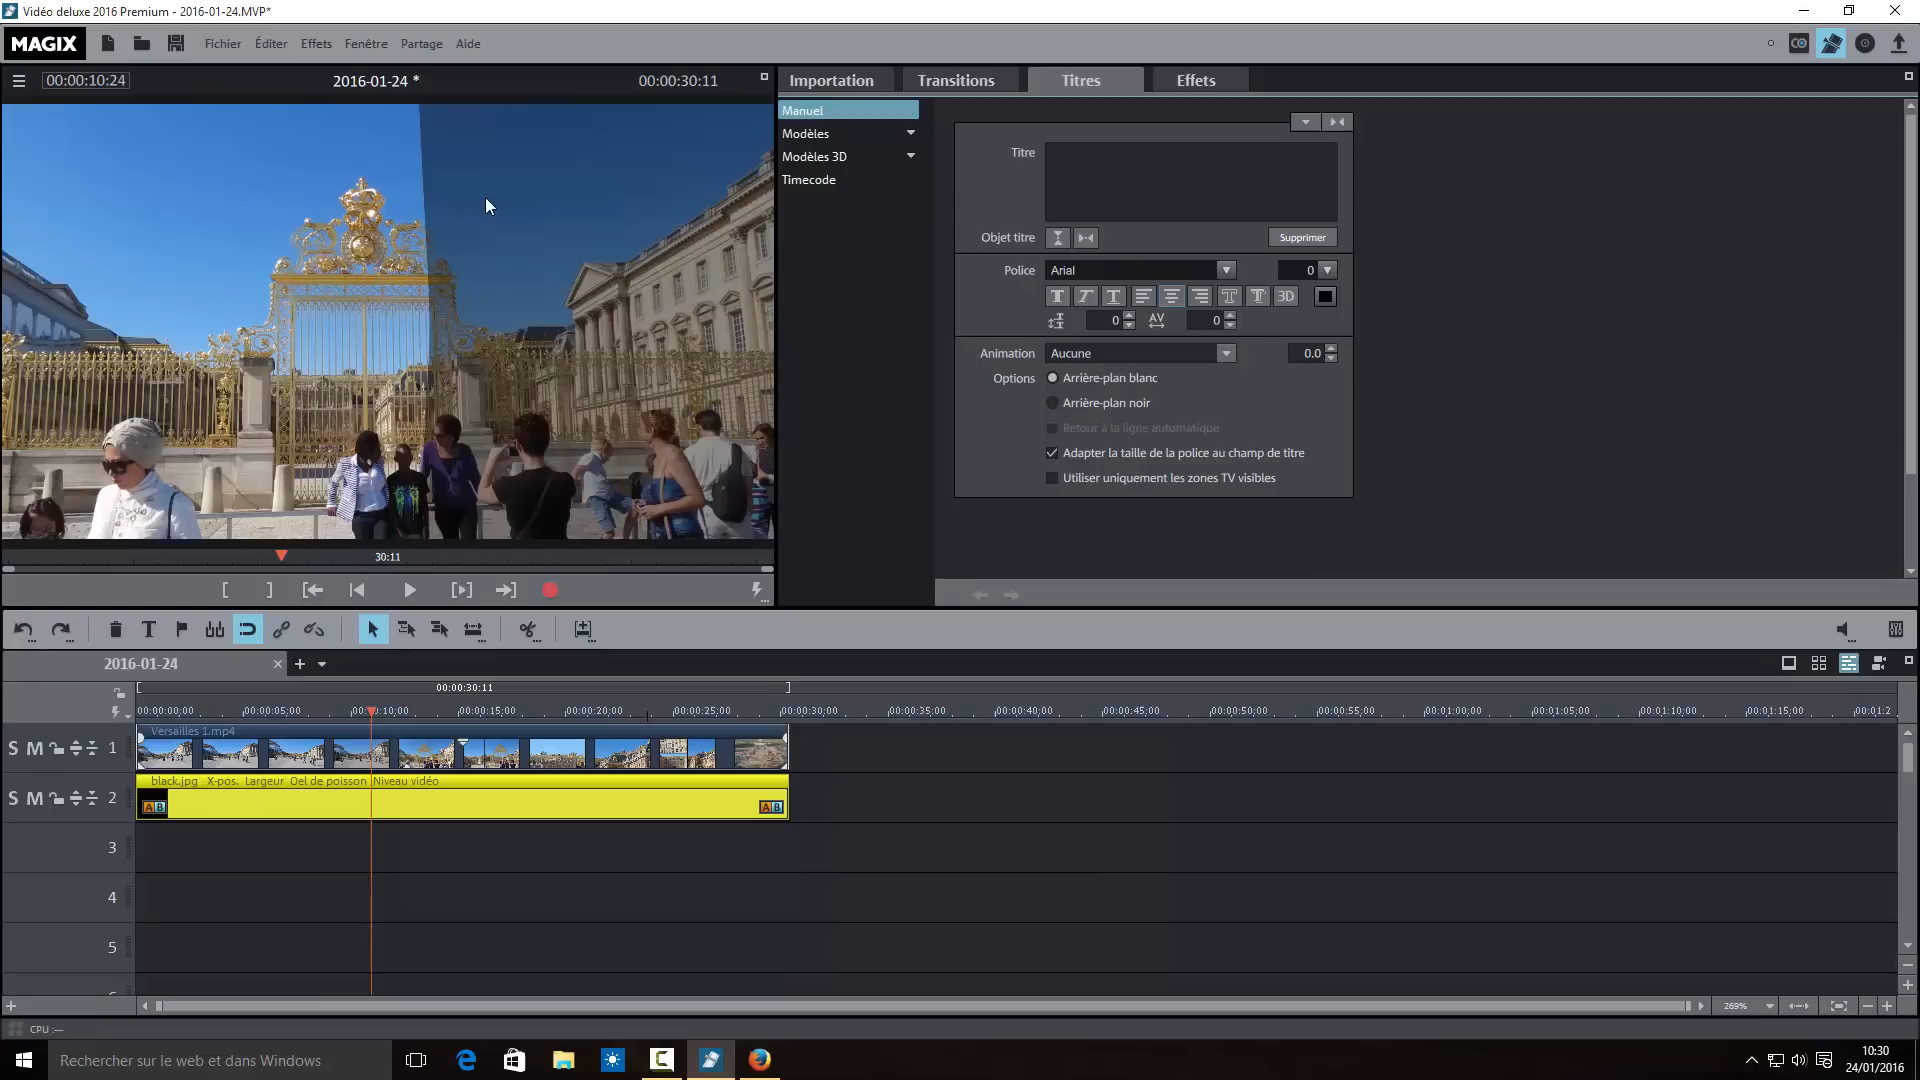 Vidéo deluxe 2016 Premium - 2016-01-24.MVP*
MAGIX Fichier Éditer Effets Fenêtre Partage Aide
00:00:10:24 2016-01-24 * 00:00:30:11
Importation Transitions Titres Effets
Manuel
Modèles
Modèles 3D
Timecode
Titre
Objet titre Supprimer
Police Arial 0
3D
0 AV 0
Animation Aucune 0.0
Options Arrière-plan blanc
Arrière-plan noir
Retour à la ligne automatique
Adapter la taille de la police au champ de titre
Utiliser uniquement les zones TV visibles
30:11
2016-01-24
00:00:30:11
00:00:00;00 00:00:05;00 00:00:10;00 00:00:15;00 00:00:20;00 00:00:25;00 00:00:30;00 00:00:35;00 00:00:40;00 00:00:45;00 00:00:50;00 00:00:55;00 00:01:00;00 00:01:05;00 00:01:10;00 00:01:15;00 00:01:2
Versailles 1.mp4
S M 1
black.jpg X-pos. Largeur Oel de poisson Niveau vidéo
S M 2
A B A B
3
4
5
269%
CPU :—
Rechercher sur le web et dans Windows
10:30
24/01/2016